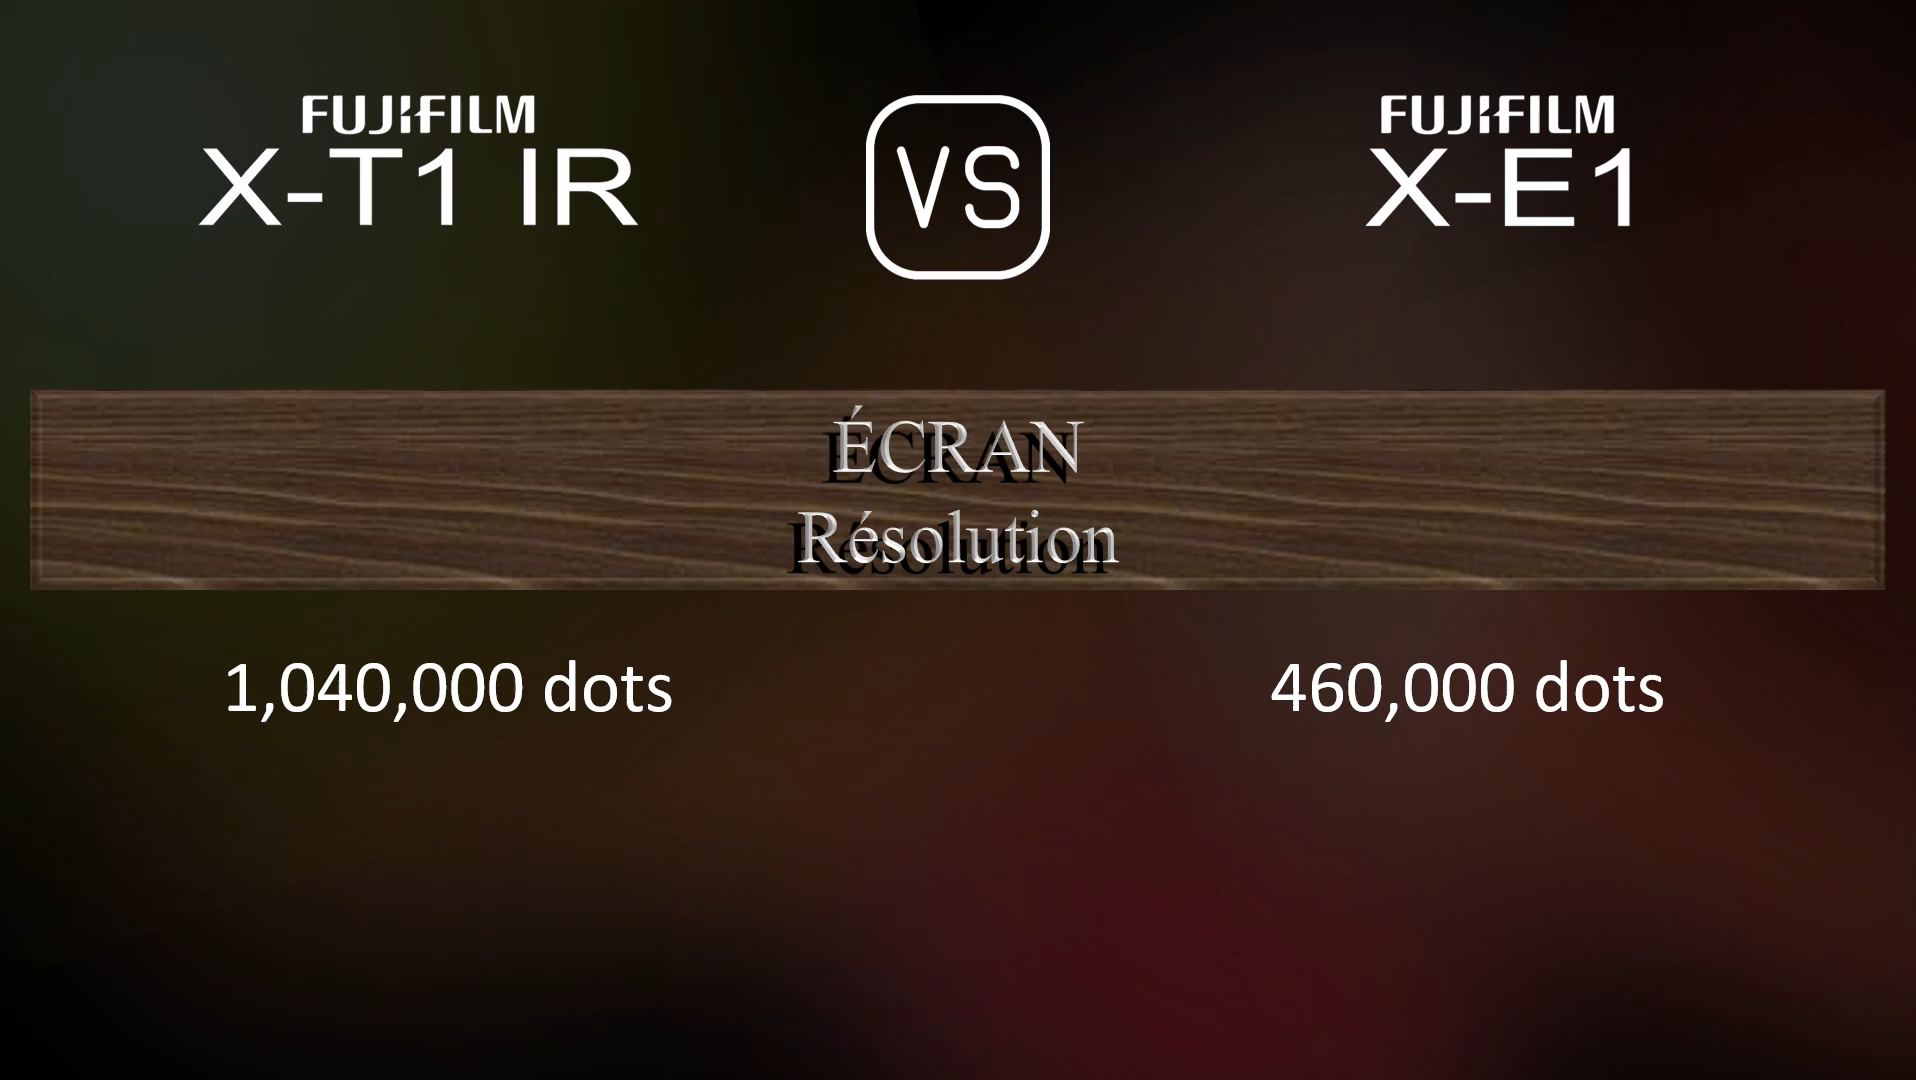 FUJIFILM
X-T1 IR
VS
FUJIFILM
X-E1
ÉCRAN
Résolution
1,040,000 dots
460,000 dots